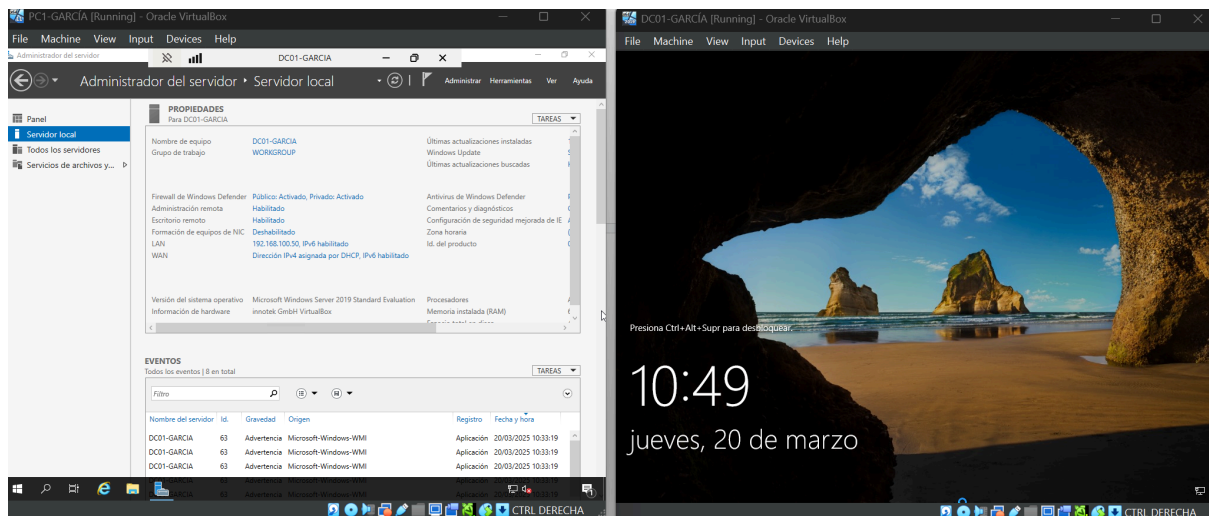 PC1-GARCÍA [Running] - Oracle VirtualBox
File Machine View Input Devices Help
Administrador del servidor
DC01-GARCIA
Administrador del servidor • Servidor local
Administrar Herramientas Ver Ayuda
Panel
Servidor local
Todos los servidores
Servicios de archivos y...
PROPIEDADES
Para DC01-GARCIA
TAREAS
Nombre de equipo DC01-GARCIA Últimas actualizaciones instaladas
Grupo de trabajo WORKGROUP Windows Update
Últimas actualizaciones buscadas
Firewall de Windows Defender Público: Activado, Privado: Activado Antivirus de Windows Defender
Administración remota Habilitado Comentarios y diagnósticos
Escritorio remoto Habilitado Configuración de seguridad mejorada de IE
Formación de equipos de NIC Deshabilitado Zona horaria
LAN 192.168.100.50, IPv6 habilitado Id. del producto
WAN Dirección IPv4 asignada por DHCP, IPv6 habilitado
Versión del sistema operativo Microsoft Windows Server 2019 Standard Evaluation Procesadores
Información de hardware innotek GmbH VirtualBox Memoria instalada (RAM)
EVENTOS
Todos los eventos | 8 en total
TAREAS
Filtro
Nombre del servidor Id. Gravedad Origen Registro Fecha y hora
DC01-GARCIA 63 Advertencia Microsoft-Windows-WMI Aplicación 20/03/2025 10:33:19
DC01-GARCIA 63 Advertencia Microsoft-Windows-WMI Aplicación 20/03/2025 10:33:19
DC01-GARCIA 63 Advertencia Microsoft-Windows-WMI Aplicación 20/03/2025 10:33:19
CTRL DERECHA
DC01-GARCÍA [Running] - Oracle VirtualBox
File Machine View Input Devices Help
Presiona Ctrl+Alt+Supr para desbloquear.
10:49
jueves, 20 de marzo
CTRL DERECHA